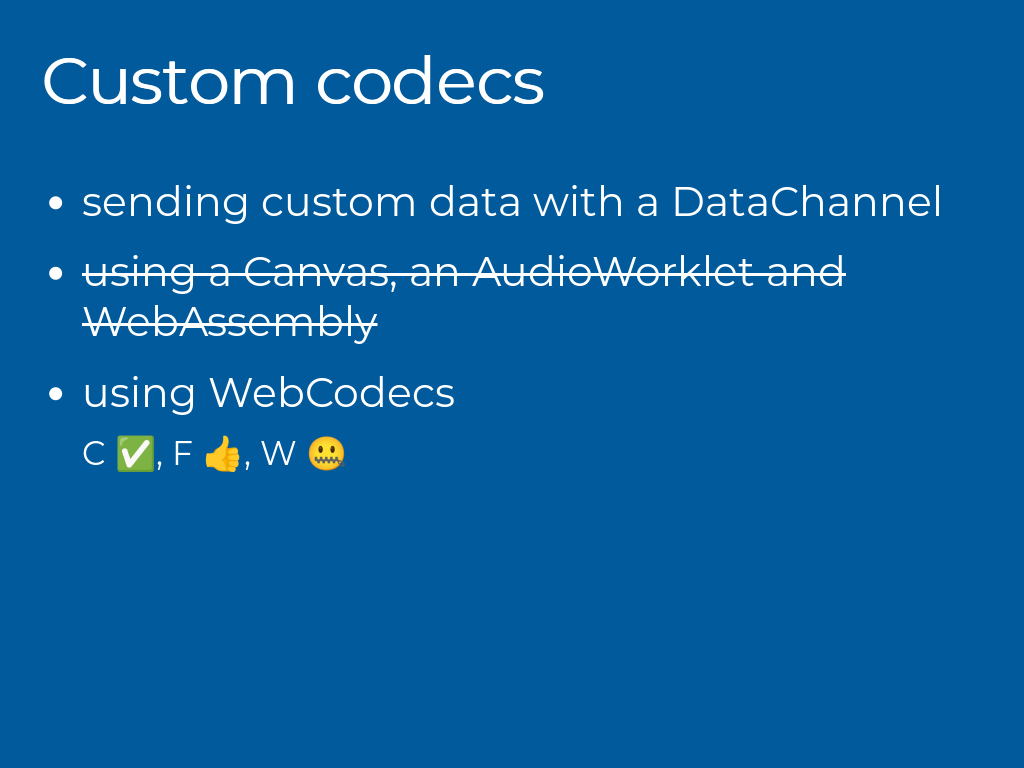 Custom codecs
• sending custom data with a DataChannel
• ~~using a Canvas, an AudioWorklet and~~
~~WebAssembly~~
• using WebCodecs
C ✅, F 👍, W 🤐